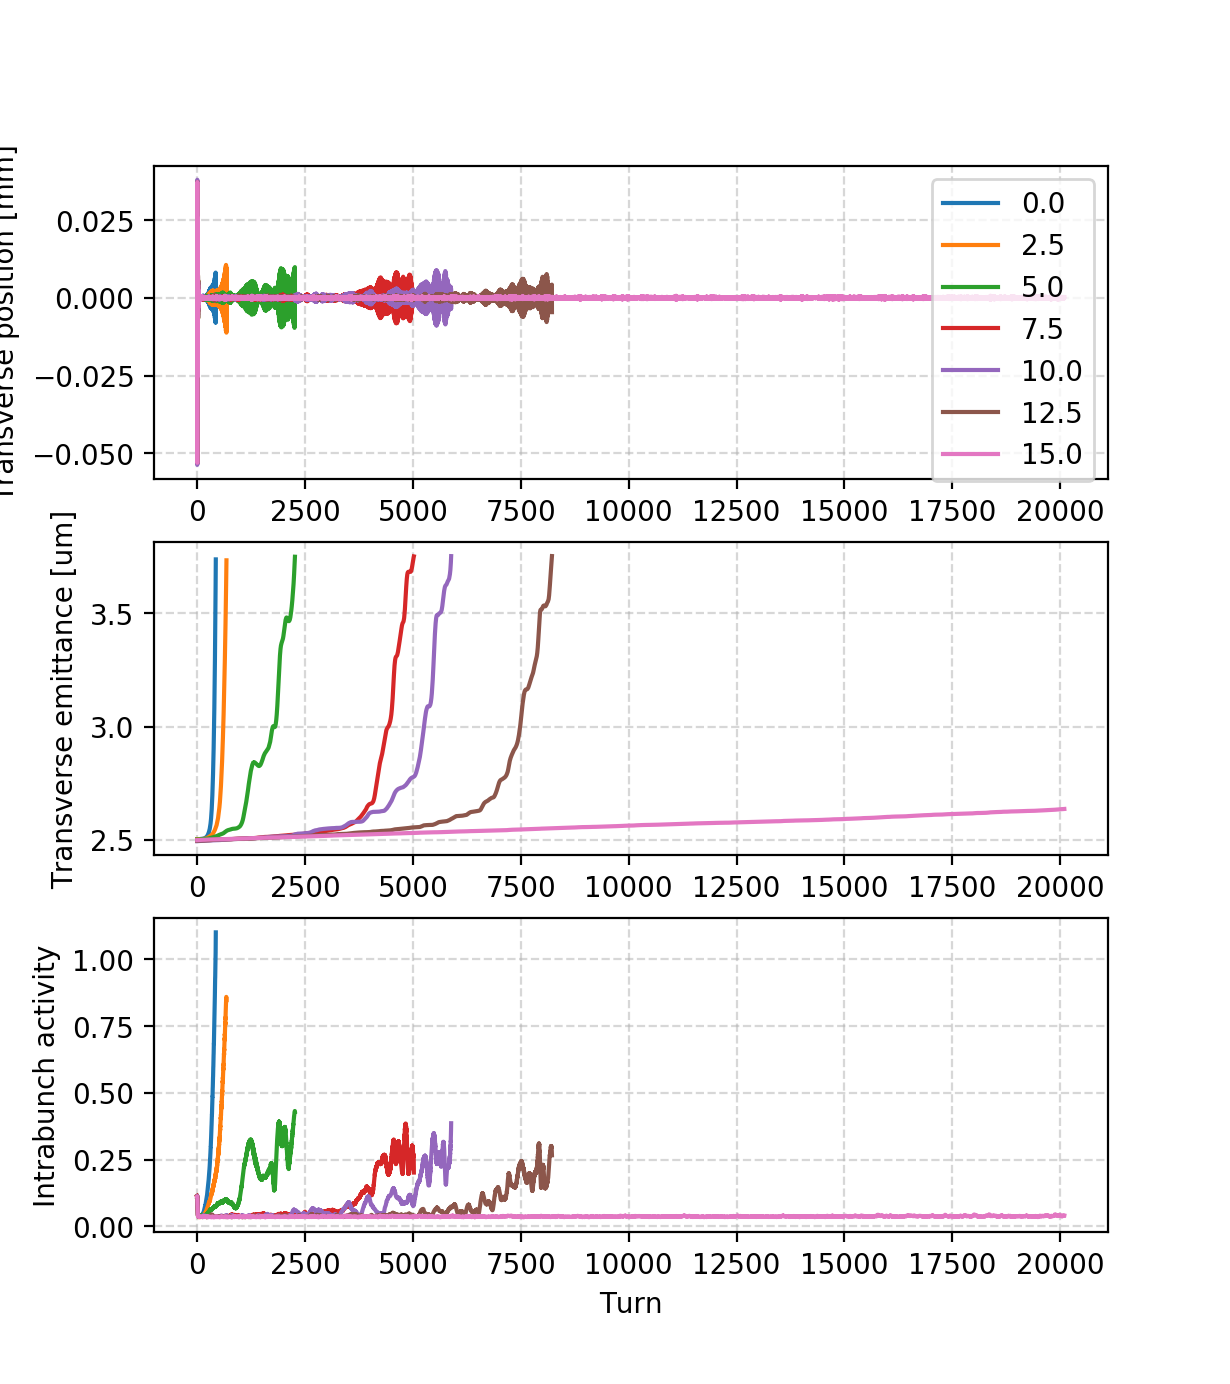 Transverse position [mm]
0.025
0.000
−0.025
−0.050
0.0
2.5
5.0
7.5
10.0
12.5
15.0
0 2500 5000 7500 10000 12500 15000 17500 20000
Transverse emittance [um]
3.5
3.0
2.5
0 2500 5000 7500 10000 12500 15000 17500 20000
Intrabunch activity
1.00
0.75
0.50
0.25
0.00
0 2500 5000 7500 10000 12500 15000 17500 20000
Turn